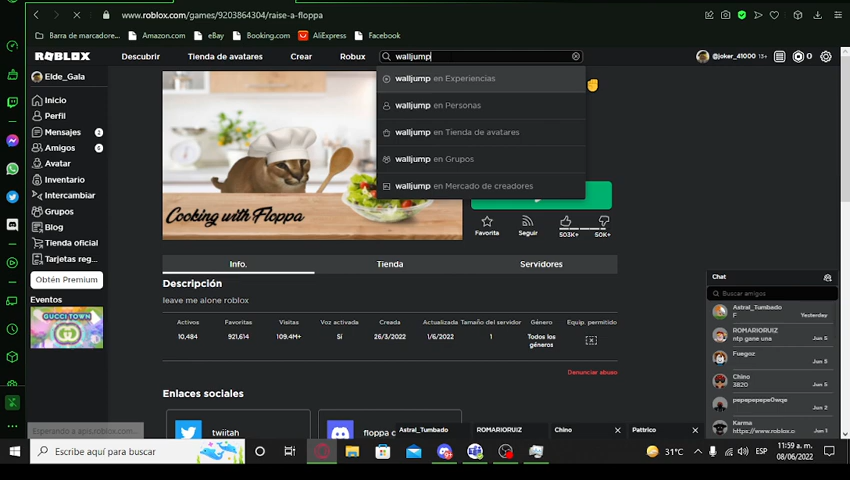 www.roblox.com/games/9203864304/raise-a-floppa
Barra de marcadore...
Amazon.com
eBay
Booking.com
AliExpress
Facebook
ROBLOX
Descubrir
Tienda de avatares
Crear
Robux
walljump
@joker_41000 13+
0
walljump en Experiencias
walljump en Personas
walljump en Tienda de avatares
walljump en Grupos
walljump en Mercado de creadores
Elde_Gala
Inicio
Perfil
Mensajes
Amigos
Avatar
Inventario
Intercambiar
Grupos
Blog
Tienda oficial
Tarjetas reg...
Obtén Premium
Eventos
GUCCI TOWN
Cooking with Floppa
Favorita
Seguir
503K+
50K+
Info.
Tienda
Servidores
Descripción
leave me alone roblox
Activos
Favoritas
Visitas
Voz activada
Creada
Actualizada
Tamaño del servidor
Género
Equip. permitido
10,484
921,614
109.4M+
Sí
26/3/2022
1/6/2022
1
Todos los géneros
Denunciar abuso
Enlaces sociales
twiitah
floppa
Chat
Buscar amigos
Astral_Tumbado
Yesterday
F
ROMARIORUIZ
Jun 5
ntp gane una
Fuegoz
Jun 5
Chino
Jun 5
3820
pepepepepe0wqe
Jun 2
Karma
Jun 1
https://www.roblox.c
Esperando a apis.roblox.com...
Astral_Tumbado
ROMARIORUIZ
Chino
Pattrico
Escribe aquí para buscar
31°C
ESP
11:59 a. m.
08/06/2022